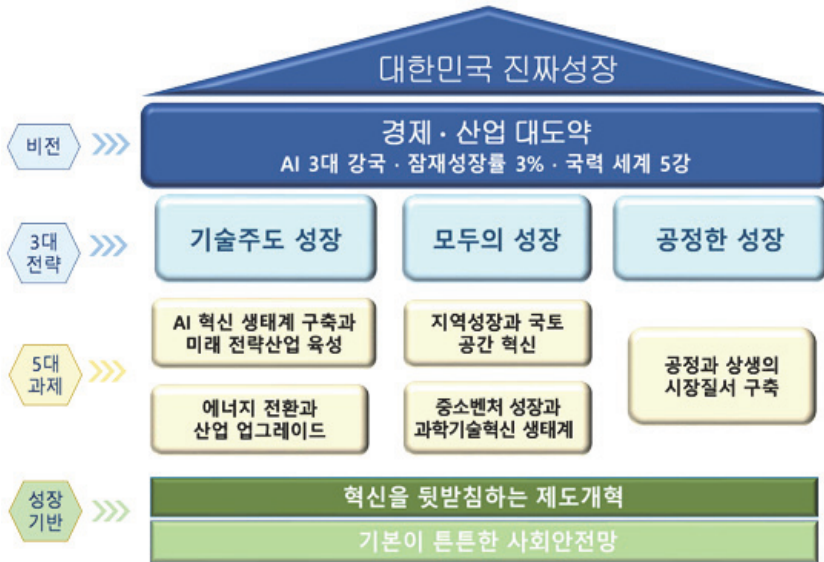 대한민국 진짜성장
비전
경제·산업 대도약
AI 3대 강국·잠재성장률 3%·국력 세계 5강
3대
전략
기술주도 성장
모두의 성장
공정한 성장
5대
과제
AI 혁신 생태계 구축과
미래 전략산업 육성
지역성장과 국토
공간 혁신
공정과 상생의
시장질서 구축
에너지 전환과
산업 업그레이드
중소벤처 성장과
과학기술혁신 생태계
성장
기반
혁신을 뒷받침하는 제도개혁
기본이 튼튼한 사회안전망